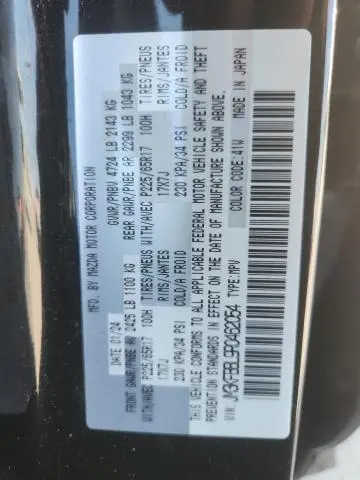 MFD. BY MAZDA MOTOR CORPORATION
DATE 01/24 GVWR/PNBV 4724 LB 2143 KG
FRONT GAWR/PNBE AV 2425 LB 1100 KG REAR GAWR/PNBE AR 2299 LB 1043 KG
WITH/AVEC P225/65R17 100H TIRES/PNEUS WITH/AVEC P225/65R17 100H TIRES/PNEUS
17X7J RIMS/JANTES 17X7J RIMS/JANTES
230 KPA/34 PSI COLD/A FROID 230 KPA/34 PSI COLD/A FROID
THIS VEHICLE CONFORMS TO ALL APPLICABLE FEDERAL MOTOR VEHICLE SAFETY AND THEFT
PREVENTION STANDARDS IN EFFECT ON THE DATE OF MANUFACTURE SHOWN ABOVE.
VIN. TYPE:MPV COLOR CODE: 41W MADE IN JAPAN